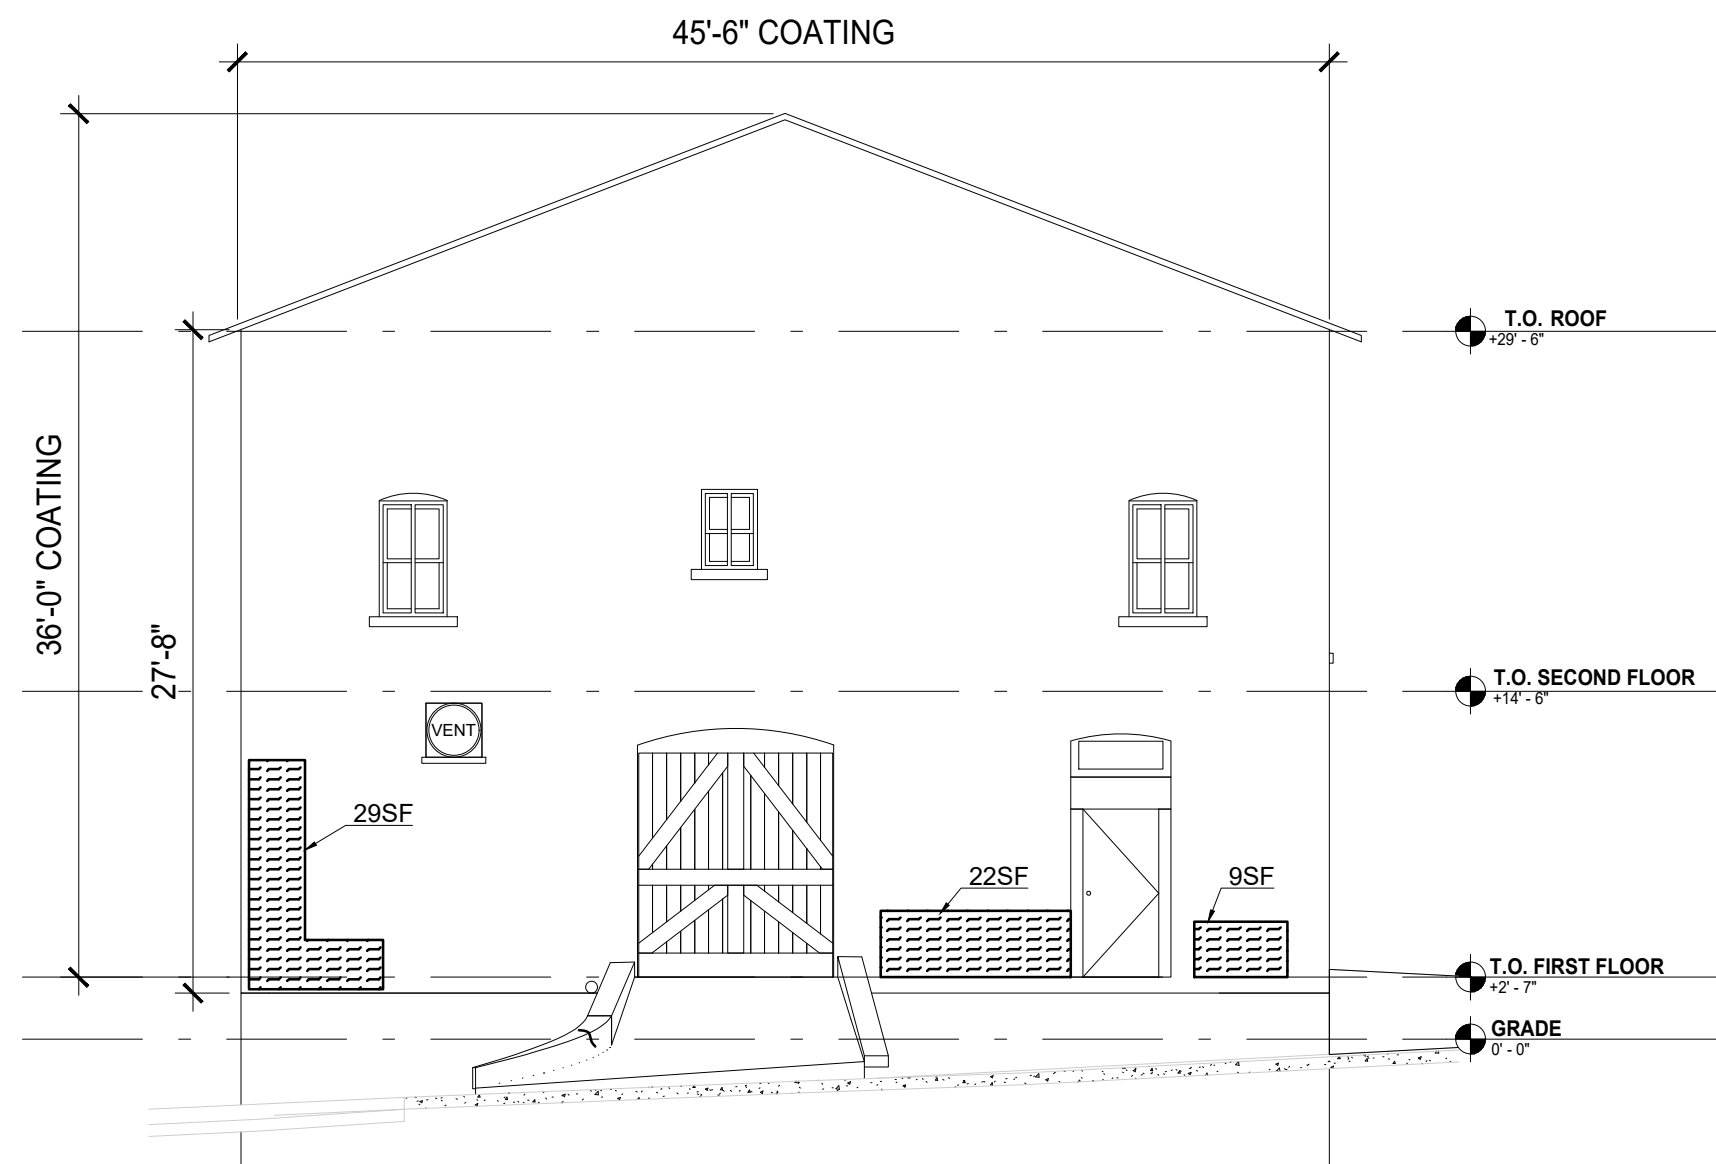 45'-6" COATING
T.O. ROOF
+29' - 6"
36'-0" COATING
27'-8"
T.O. SECOND FLOOR
+14' - 6"
VENT
29SF
22SF
9SF
T.O. FIRST FLOOR
+2' - 7"
GRADE
0' - 0"